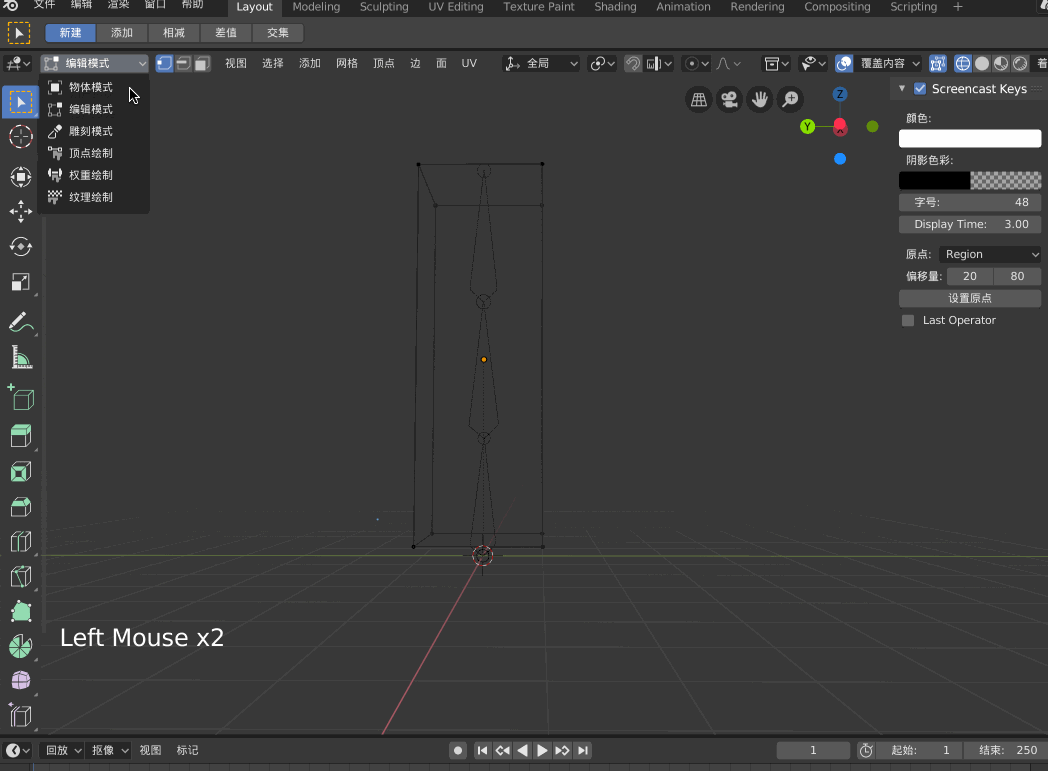 文件 编辑 渲染 窗口 帮助 Layout Modeling Sculpting UV Editing Texture Paint Shading Animation Rendering Compositing Scripting +
新建 添加 相减 差值 交集
编辑模式 视图 选择 添加 网格 顶点 边 面 UV 全局 覆盖内容 着
物体模式
编辑模式
雕刻模式
顶点绘制
权重绘制
纹理绘制
Z
Y
Screencast Keys
颜色:
阴影色彩:
字号: 48
Display Time: 3.00
原点: Region
偏移量: 20 80
设置原点
Last Operator
Left Mouse x2
回放 抠像 视图 标记 1 起始: 1 结束: 250